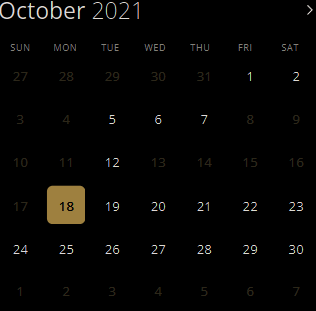 October 2021 >
SUN MON TUE WED THU FRI SAT
27 28 29 30 31 1 2
3 4 5 6 7 8 9
10 11 12 13 14 15 16
17 18 19 20 21 22 23
24 25 26 27 28 29 30
1 2 3 4 5 6 7